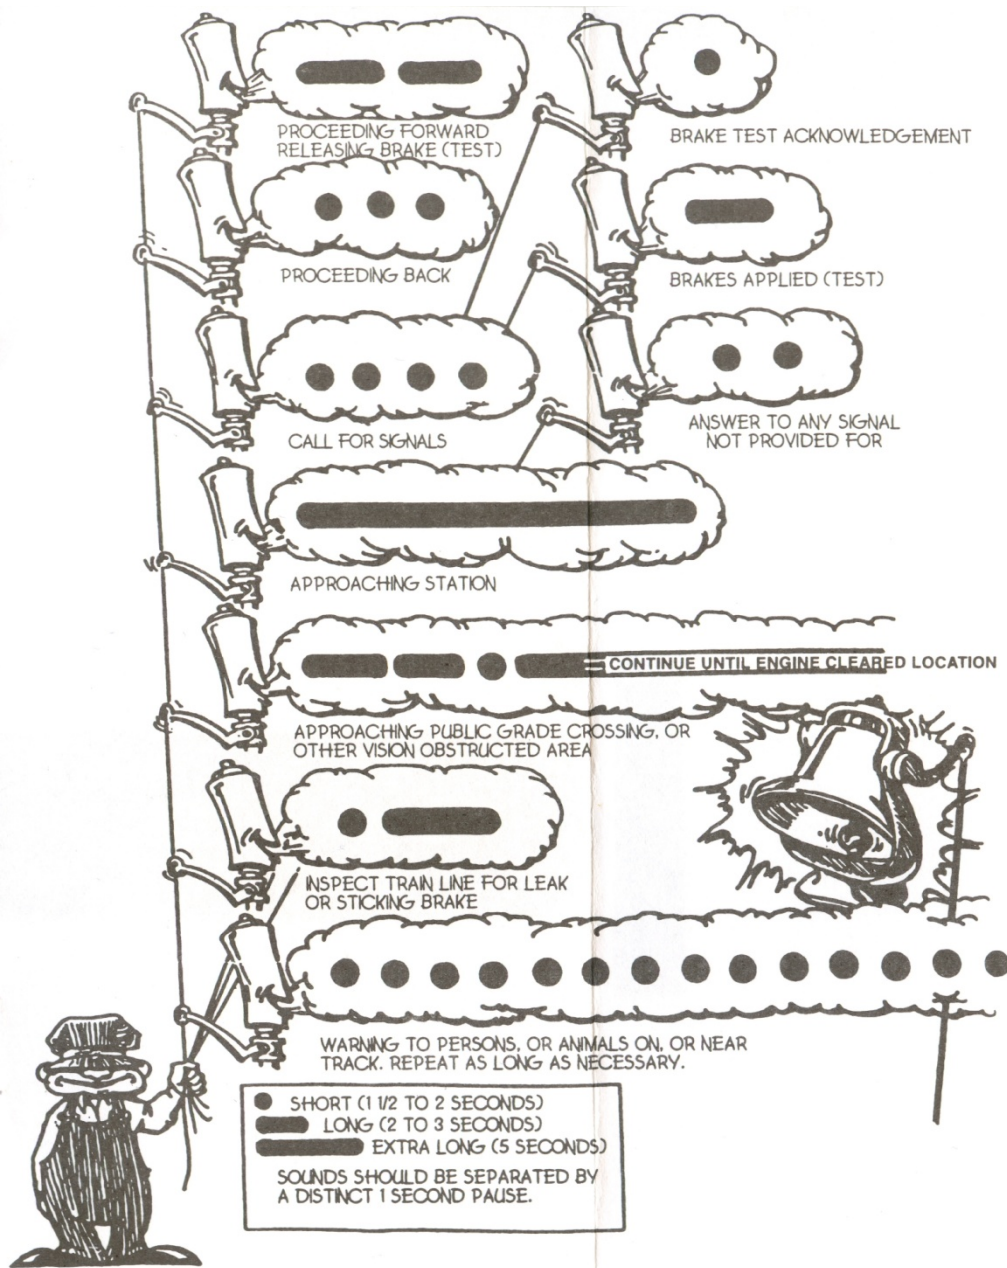 PROCEEDING FORWARD
RELEASING BRAKE (TEST)
BRAKE TEST ACKNOWLEDGEMENT
PROCEEDING BACK
BRAKES APPLIED (TEST)
CALL FOR SIGNALS
ANSWER TO ANY SIGNAL
NOT PROVIDED FOR
APPROACHING STATION
CONTINUE UNTIL ENGINE CLEARED LOCATION
APPROACHING PUBLIC GRADE CROSSING, OR
OTHER VISION OBSTRUCTED AREA
INSPECT TRAIN LINE FOR LEAK
OR STICKING BRAKE
WARNING TO PERSONS, OR ANIMALS ON, OR NEAR
TRACK. REPEAT AS LONG AS NECESSARY.
SHORT (1 1/2 TO 2 SECONDS)
LONG (2 TO 3 SECONDS)
EXTRA LONG (5 SECONDS)
SOUNDS SHOULD BE SEPARATED BY
A DISTINCT 1 SECOND PAUSE.